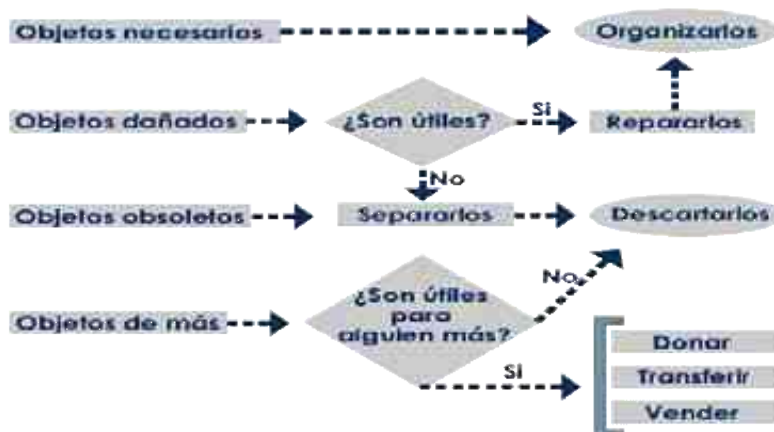 Objetos necesarios
Organizarlos
Objetos dañados
¿Son útiles?
Si
Repararlos
No
Objetos obsoletos
Separarlos
Descartarlos
Objetos de más
¿Son útiles
para
alguien más?
No
Si
Donar
Transferir
Vender